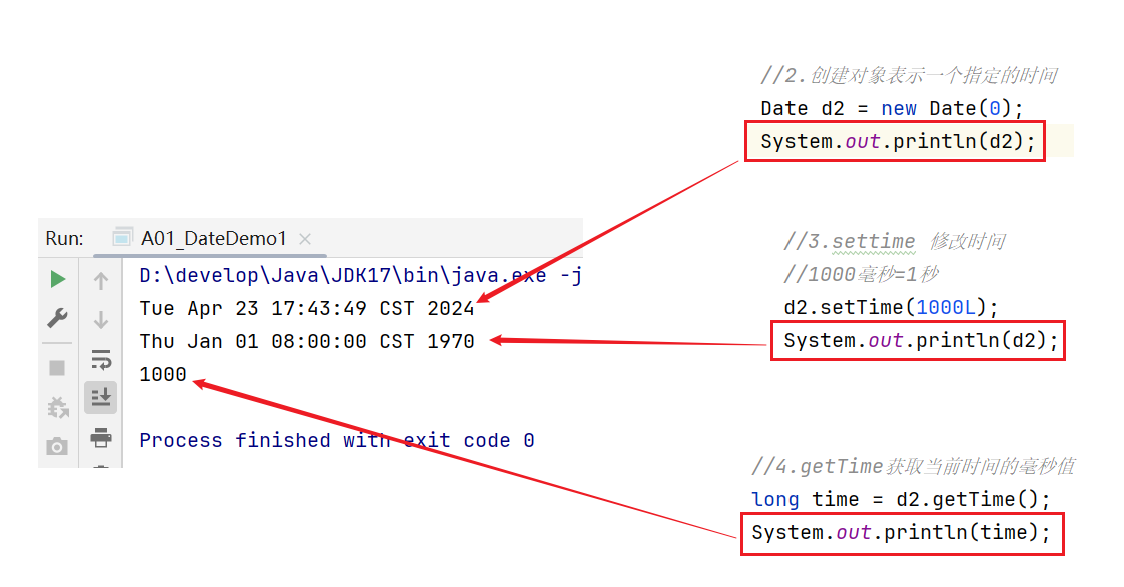 //2.创建对象表示一个指定的时间
Date d2 = new Date(0);
System.out.println(d2);
Run: A01_DateDemo1
D:\develop\Java\JDK17\bin\java.exe -j
Tue Apr 23 17:43:49 CST 2024
Thu Jan 01 08:00:00 CST 1970
1000
Process finished with exit code 0
//3.settime 修改时间
//1000毫秒=1秒
d2.setTime(1000L);
System.out.println(d2);
//4.getTime获取当前时间的毫秒值
long time = d2.getTime();
System.out.println(time);